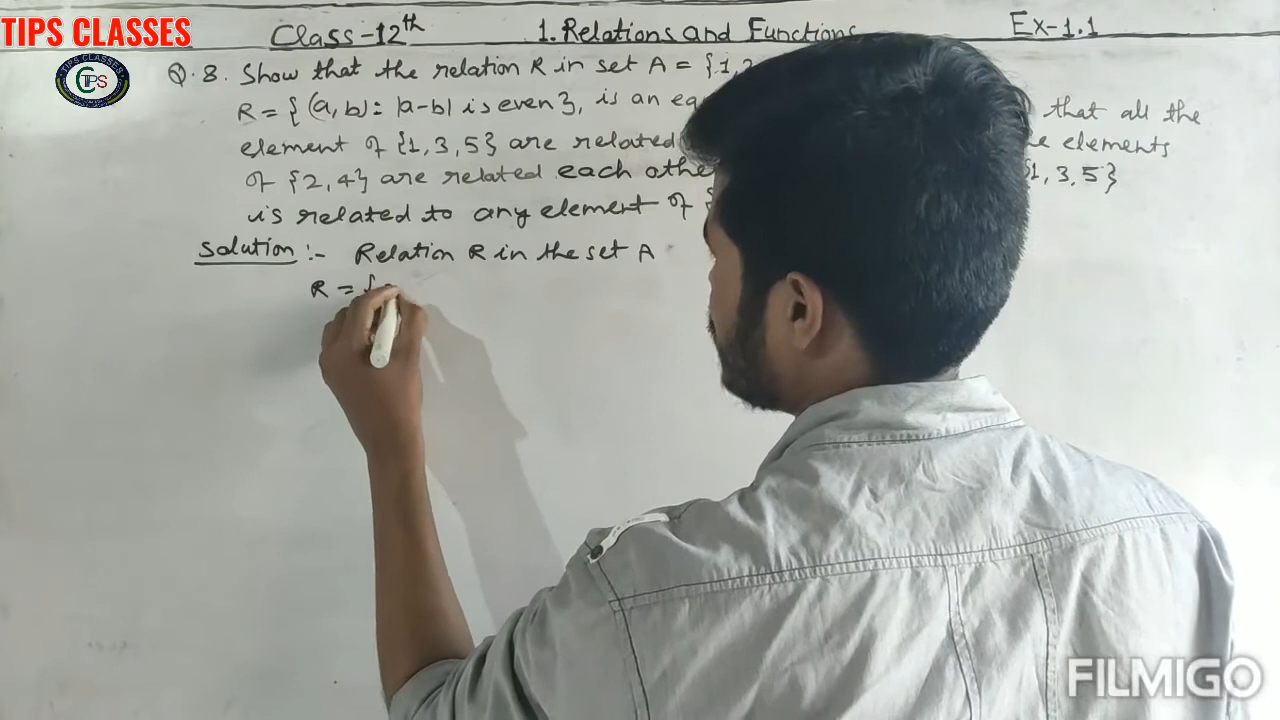 TIPS CLASSES
Class-12th 1. Relations and Functions Ex-1.1
TIPS CLASSES
TPS
Q.8. Show that the relation R in set A = {1,2
R = { (a, b) : |a-b| is even}, is an eq that all the
element of {1, 3, 5} are related elements
of {2, 4} are related each othe {1, 3, 5}
is related to any element of {
Solution :- Relation R in the set A
R = {
FILMIGO